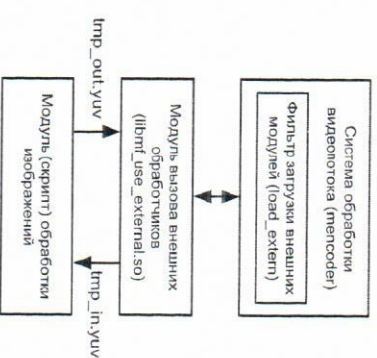 Система обработки
видеопотока (mencoder)
Фильтр загрузки внешних
модулей (load_extern)
Модуль вызова внешних
обработчиков
(libmf_use_external.so)
tmp_out.yuv
tmp_in.yuv
Модуль (скрипт) обработки
изображений